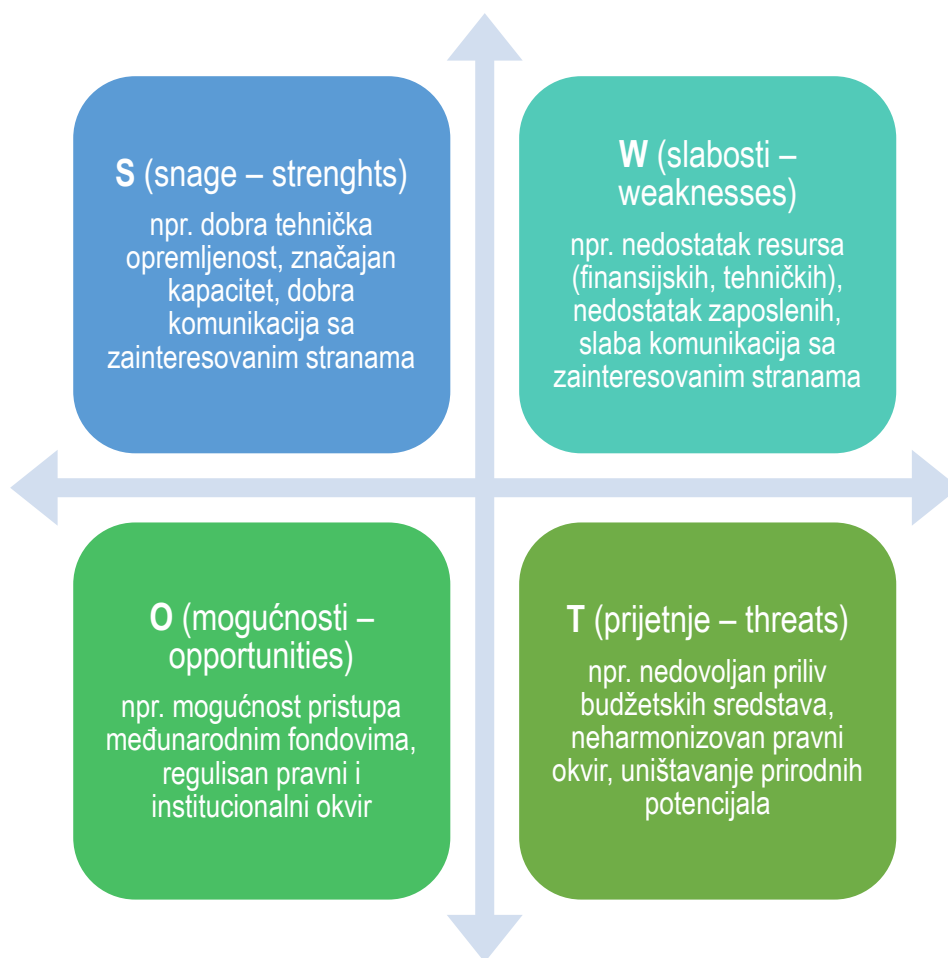 S (snage – strenghts)
npr. dobra tehnička
opremljenost, značajan
kapacitet, dobra
komunikacija sa
zainteresovanim stranama
W (slabosti –
weaknesses)
npr. nedostatak resursa
(finansijskih, tehničkih),
nedostatak zaposlenih,
slaba komunikacija sa
zainteresovanim stranama
O (mogućnosti –
opportunities)
npr. mogućnost pristupa
međunarodnim fondovima,
regulisan pravni i
institucionalni okvir
T (prijetnje – threats)
npr. nedovoljan priliv
budžetskih sredstava,
neharmonizovan pravni
okvir, uništavanje prirodnih
potencijala